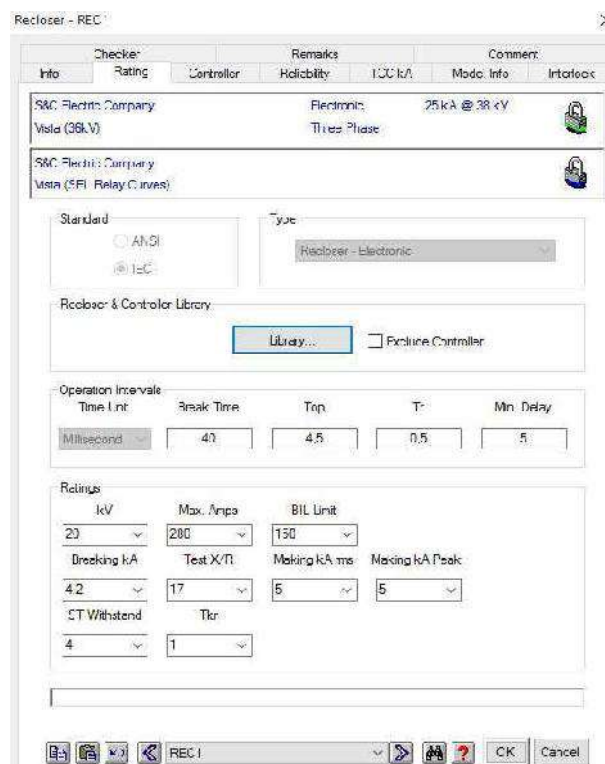 Recloser - REC1
Checker Remarks Comment
Info Rating Controller Reliability TCC kA Model Info Interlock
S&C Electric Company Electronic 25 kA @ 38 kV
Vista (36kV) Three Phase
S&C Electric Company
Vista (SEL Relay Curves)
Standard
ANSI
IEC
Type
Recloser - Electronic
Recloser & Controller Library
Library...
Exclude Controller
Operation Intervals
Time Unit Break Time Top Tr Min. Delay
Millisecond 40 4.5 0.5 5
Ratings
kV Max. Amps BIL Limit
20 280 150
Breaking kA Test X/R Making kA rms Making kA Peak
4.2 17 5 5
ST Withstand Tkr
4 1
REC1 ? OK Cancel